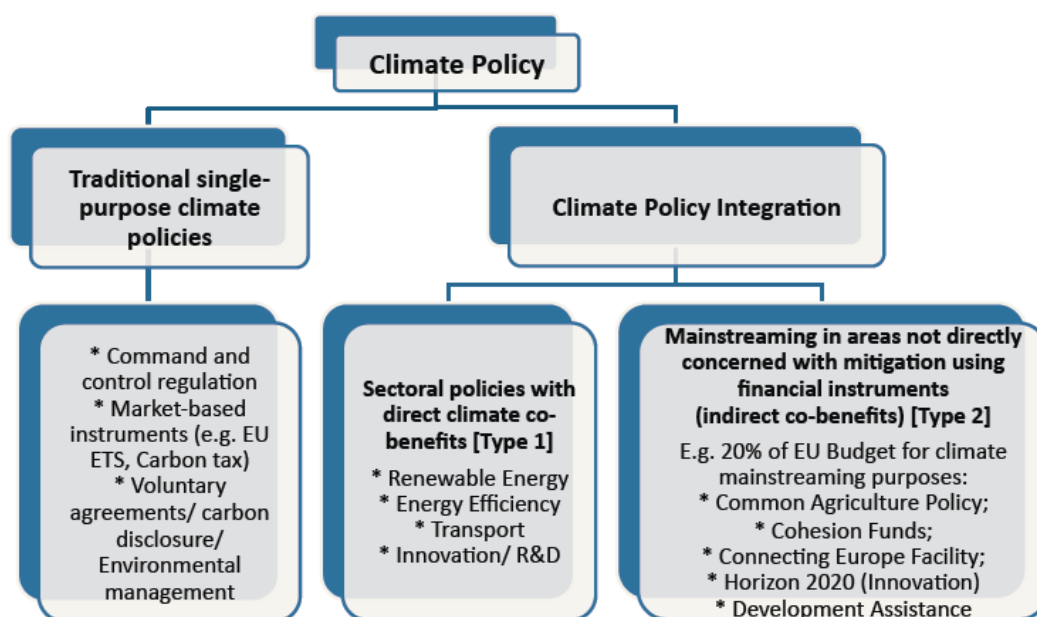 Climate Policy
Traditional single-
purpose climate
policies
Climate Policy Integration
* Command and
control regulation
* Market-based
instruments (e.g. EU
ETS, Carbon tax)
* Voluntary
agreements/ carbon
disclosure/
Environmental
management
Sectoral policies with
direct climate co-
benefits [Type 1]
* Renewable Energy
* Energy Efficiency
* Transport
* Innovation/ R&D
Mainstreaming in areas not directly
concerned with mitigation using
financial instruments
(indirect co-benefits) [Type 2]
E.g. 20% of EU Budget for climate
mainstreaming purposes:
* Common Agriculture Policy;
* Cohesion Funds;
* Connecting Europe Facility;
* Horizon 2020 (Innovation)
* Development Assistance